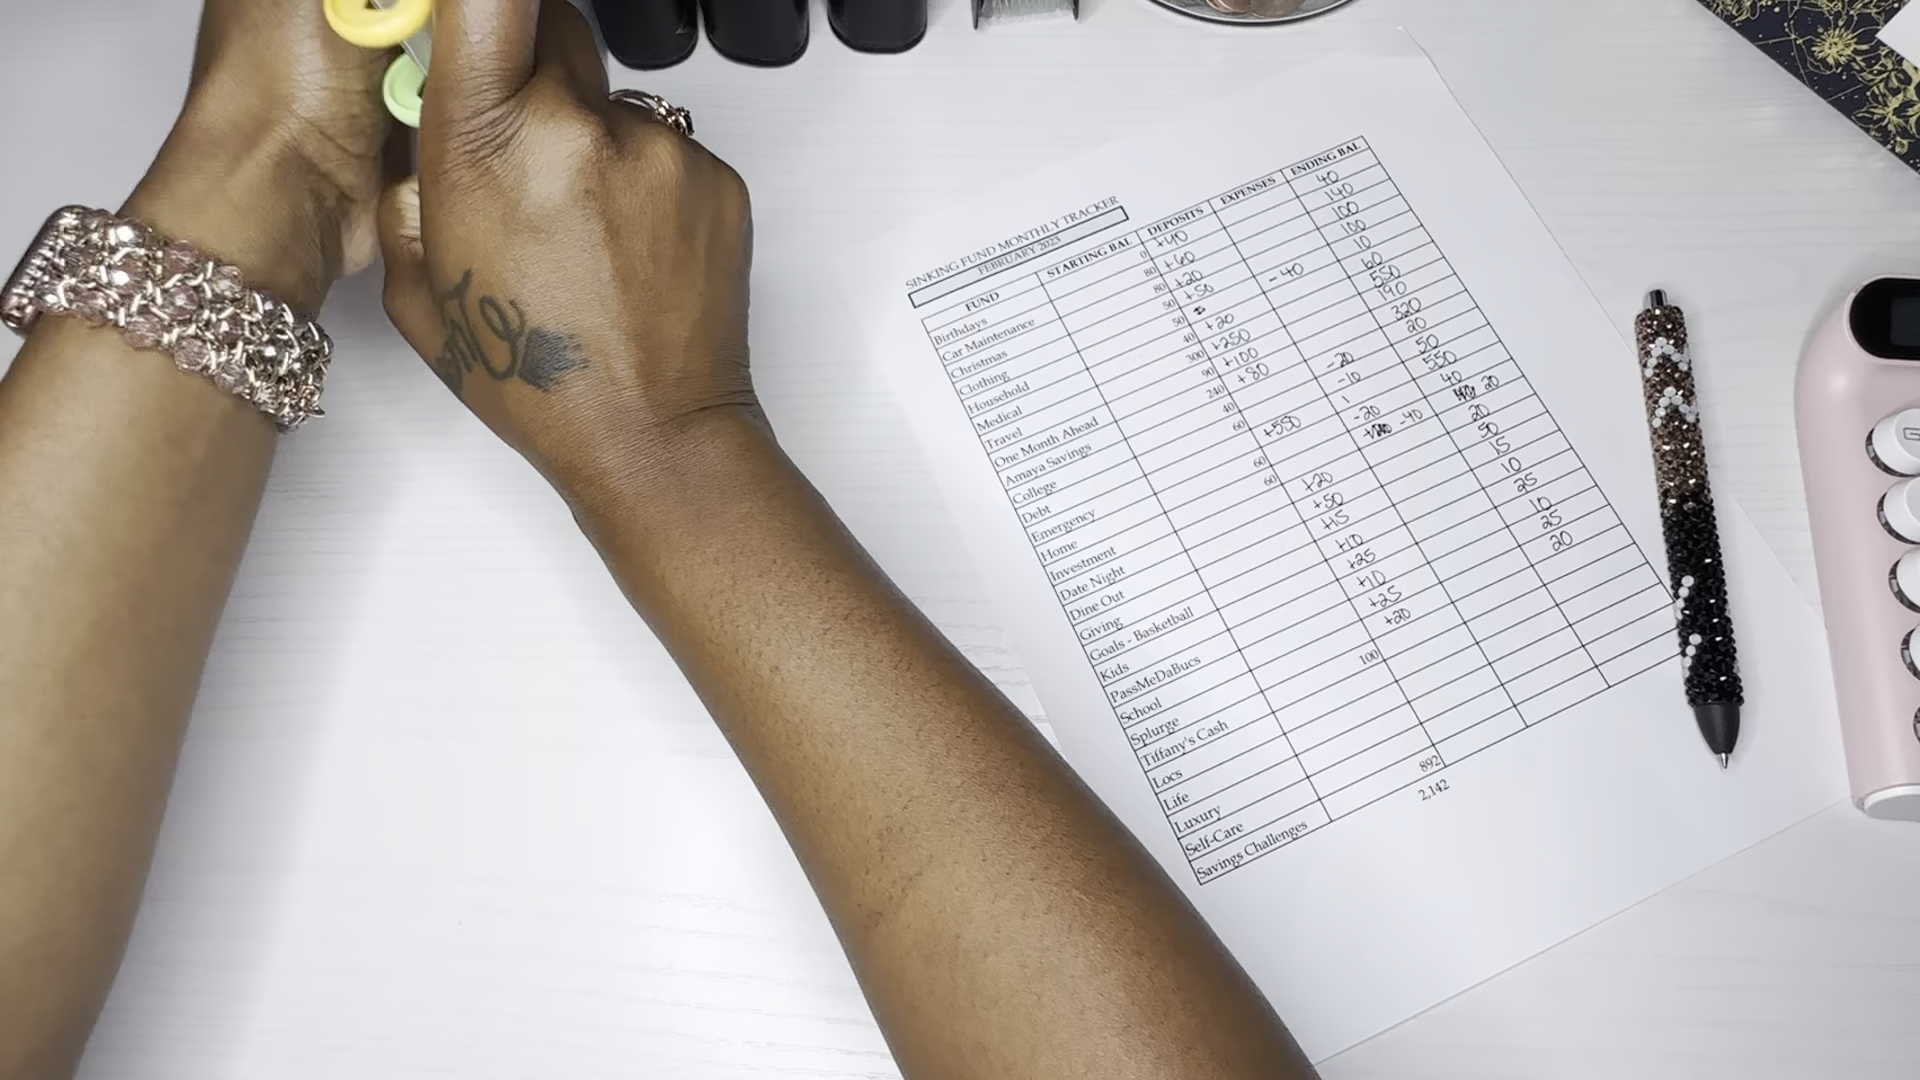 SINKING FUND MONTHLY TRACKER
FEBRUARY 2023
FUND STARTING BAL DEPOSITS EXPENSES ENDING BAL
Birthdays 0 +40 40
Car Maintenance 80 +60 140
Christmas 80 +20 100
Clothing 50 +50 100
Household 50 -40 10
Medical 40 +20 60
Travel 300 +250 550
One Month Ahead 90 +100 190
Amaya Savings 240 +80 320
College 40 -20 20
Debt 60 -10 50
Emergency +550 550
Home 60 -20 40
Investment 60 -40 20
Date Night +20 20
Dine Out +50 50
Giving +15 15
Goals - Basketball +10 10
Kids +25 25
PassMeDaBucs +10 10
School +25 25
Splurge +20 20
Tiffany's Cash 100
Locs
Life
Luxury
Self-Care
Savings Challenges 892
2,142